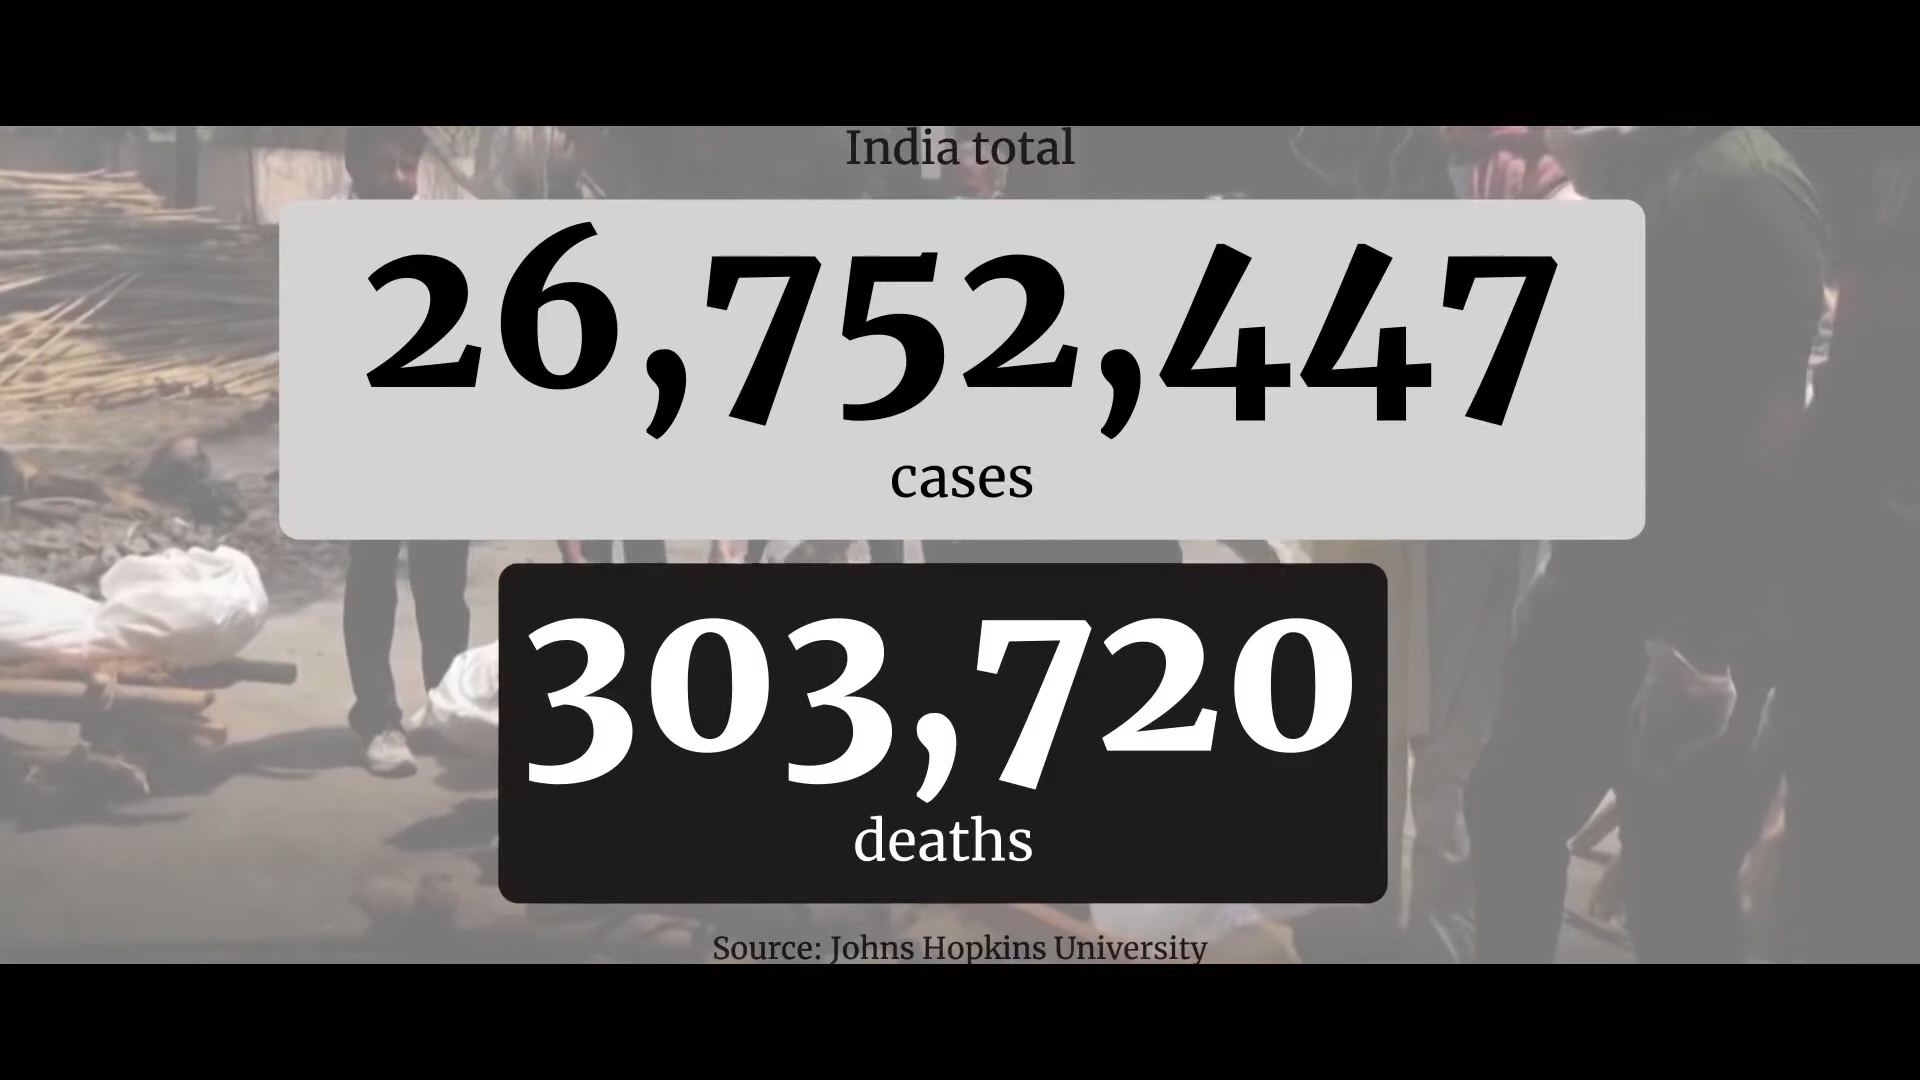 India total
26,752,447
cases
303,720
deaths
Source: Johns Hopkins University